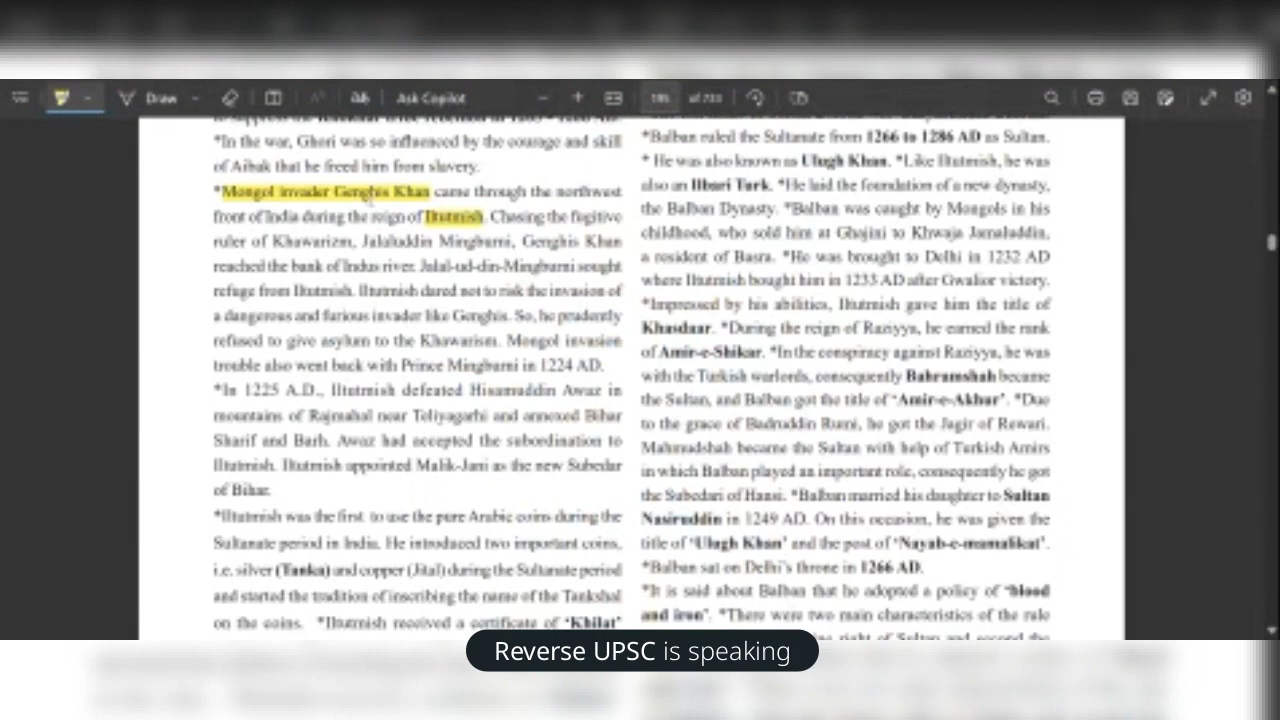 Draw
Ask Copilot
195 of 733
to suppress the
*In the war, Ghori was so influenced by the courage and skill
of Aibak that he freed him from slavery.
*Mongol invader Genghis Khan came through the northwest
front of India during the reign of Iltutmish. Chasing the fugitive
ruler of Khawarizm, Jalaluddin Mingburni, Genghis Khan
reached the bank of Indus river. Jalal-ud-din-Mingburni sought
refuge from Iltutmish. Iltutmish dared not to risk the invasion of
a dangerous and furious invader like Genghis. So, he prudently
refused to give asylum to the Khawarism. Mongol invasion
trouble also went back with Prince Mingburni in 1224 AD.
*In 1225 A.D., Iltutmish defeated Hisamuddin Awaz in
mountains of Rajmahal near Teliyagarhi and annexed Bihar
Sharif and Barh. Awaz had accepted the subordination to
Iltutmish. Iltutmish appointed Malik-Jani as the new Subedar
of Bihar.
*Iltutmish was the first to use the pure Arabic coins during the
Sultanate period in India. He introduced two important coins,
i.e. silver (Tanka) and copper (Jital) during the Sultanate period
and started the tradition of inscribing the name of the Tankshal
on the coins. *Iltutmish received a certificate of ‘Khilat’
*Balban ruled the Sultanate from 1266 to 1286 AD as Sultan.
* He was also known as Ulugh Khan. *Like Iltutmish, he was
also an Ilbari Turk. *He laid the foundation of a new dynasty,
the Balban Dynasty. *Balban was caught by Mongols in his
childhood, who sold him at Ghajini to Khwaja Jamaluddin,
a resident of Basra. *He was brought to Delhi in 1232 AD
where Iltutmish bought him in 1233 AD after Gwalior victory.
*Impressed by his abilities, Iltutmish gave him the title of
Khasdaar. *During the reign of Raziyya, he earned the rank
of Amir-e-Shikar. *In the conspiracy against Raziyya, he was
with the Turkish warlords, consequently Bahramshah became
the Sultan, and Balban got the title of ‘Amir-e-Akhur’. *Due
to the grace of Badruddin Rumi, he got the Jagir of Rewari.
Mahmudshah became the Sultan with help of Turkish Amirs
in which Balban played an important role, consequently he got
the Subedari of Hansi. *Balban married his daughter to Sultan
Nasiruddin in 1249 AD. On this occasion, he was given the
title of ‘Ulugh Khan’ and the post of ‘Nayab-e-mamalikat’.
*Balban sat on Delhi’s throne in 1266 AD.
*It is said about Balban that he adopted a policy of ‘blood
and iron’. *There were two main characteristics of the rule
right of Sultan and second the
Reverse UPSC is speaking